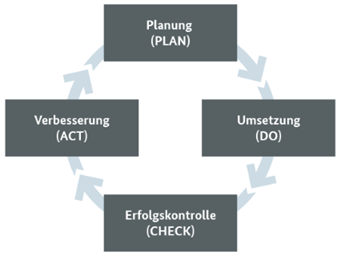 Planung
(PLAN)
Umsetzung
(DO)
Erfolgskontrolle
(CHECK)
Verbesserung
(ACT)